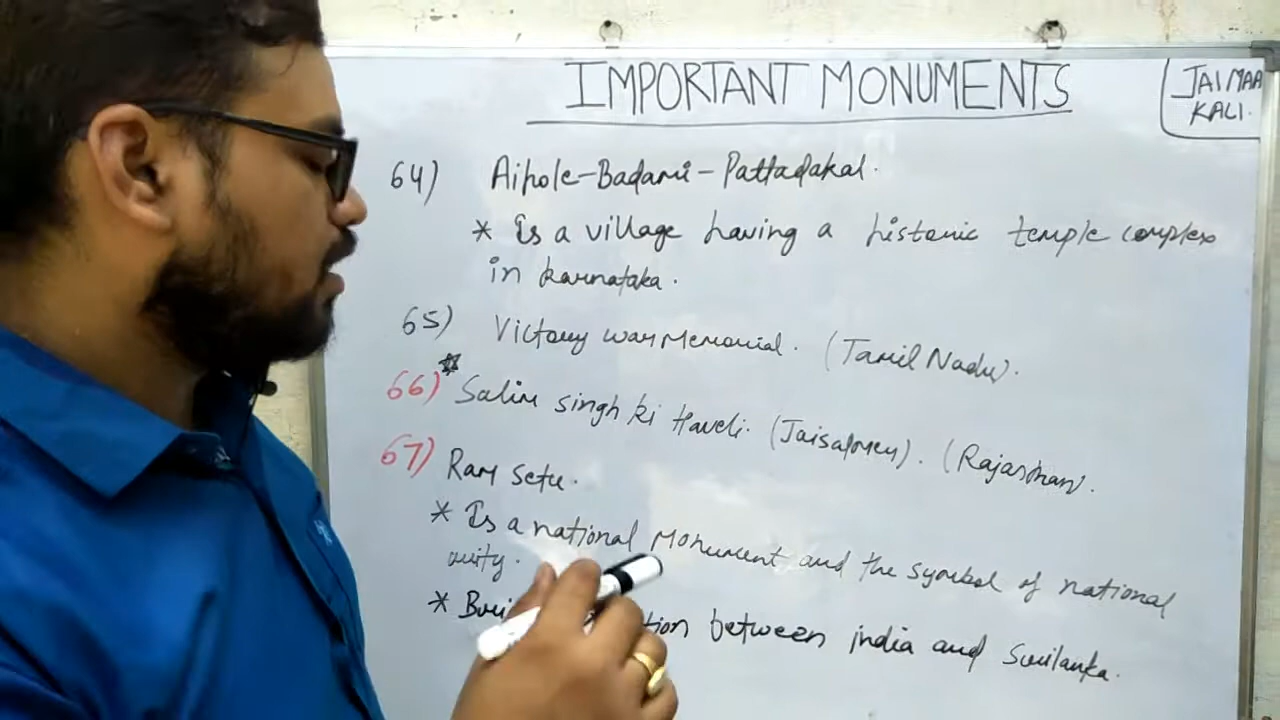 IMPORTANT MONUMENTS
JAI MAA
KALI.
64) Aihole-Badami-Pattadakal.
* Is a village having a historic temple complex
in Karnataka.
65) Victory war Memorial. (Tamil Nadu).
66) Salim singh ki Haveli. (Jaisalmer). (Rajasthan).
67) Ram setu.
* Is a national Monument and the symbol of national
unity.
* between india and Srilanka.